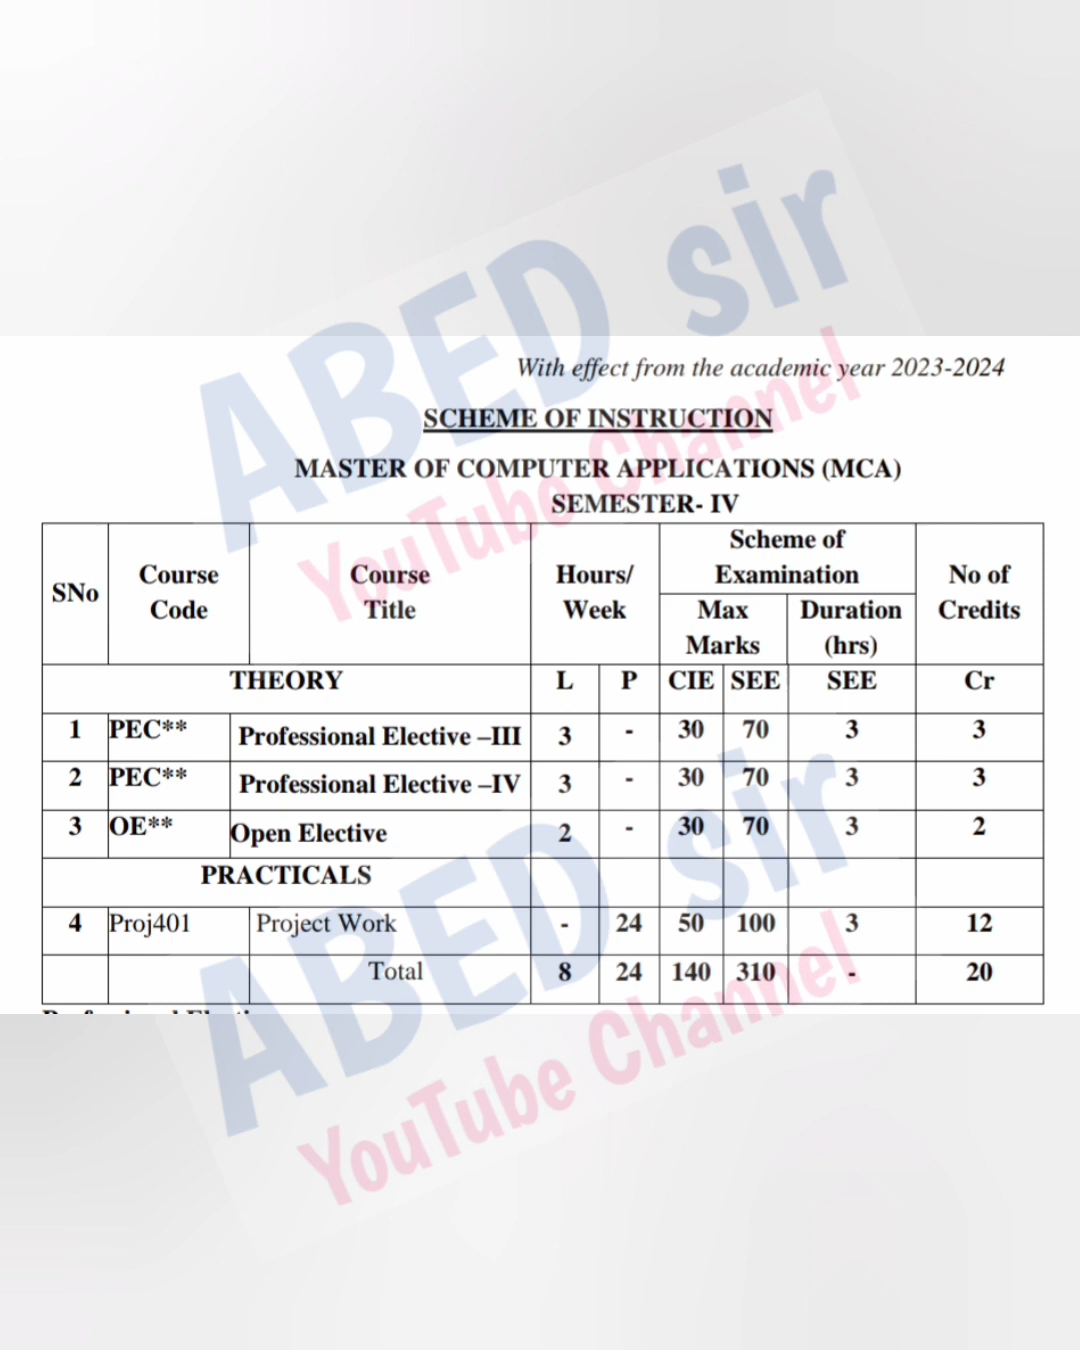 ABED sir
YouTube Channel
With effect from the academic year 2023-2024
SCHEME OF INSTRUCTION
MASTER OF COMPUTER APPLICATIONS (MCA)
SEMESTER- IV
SNo Course Code Course Title Hours/ Week Scheme of Examination No of Credits
Max Marks Duration (hrs)
THEORY L P CIE SEE SEE Cr
1 PEC** Professional Elective –III 3 - 30 70 3 3
2 PEC** Professional Elective –IV 3 - 30 70 3 3
3 OE** Open Elective 2 - 30 70 3 2
PRACTICALS
4 Proj401 Project Work - 24 50 100 3 12
Total 8 24 140 310 - 20
ABED sir
YouTube Channel